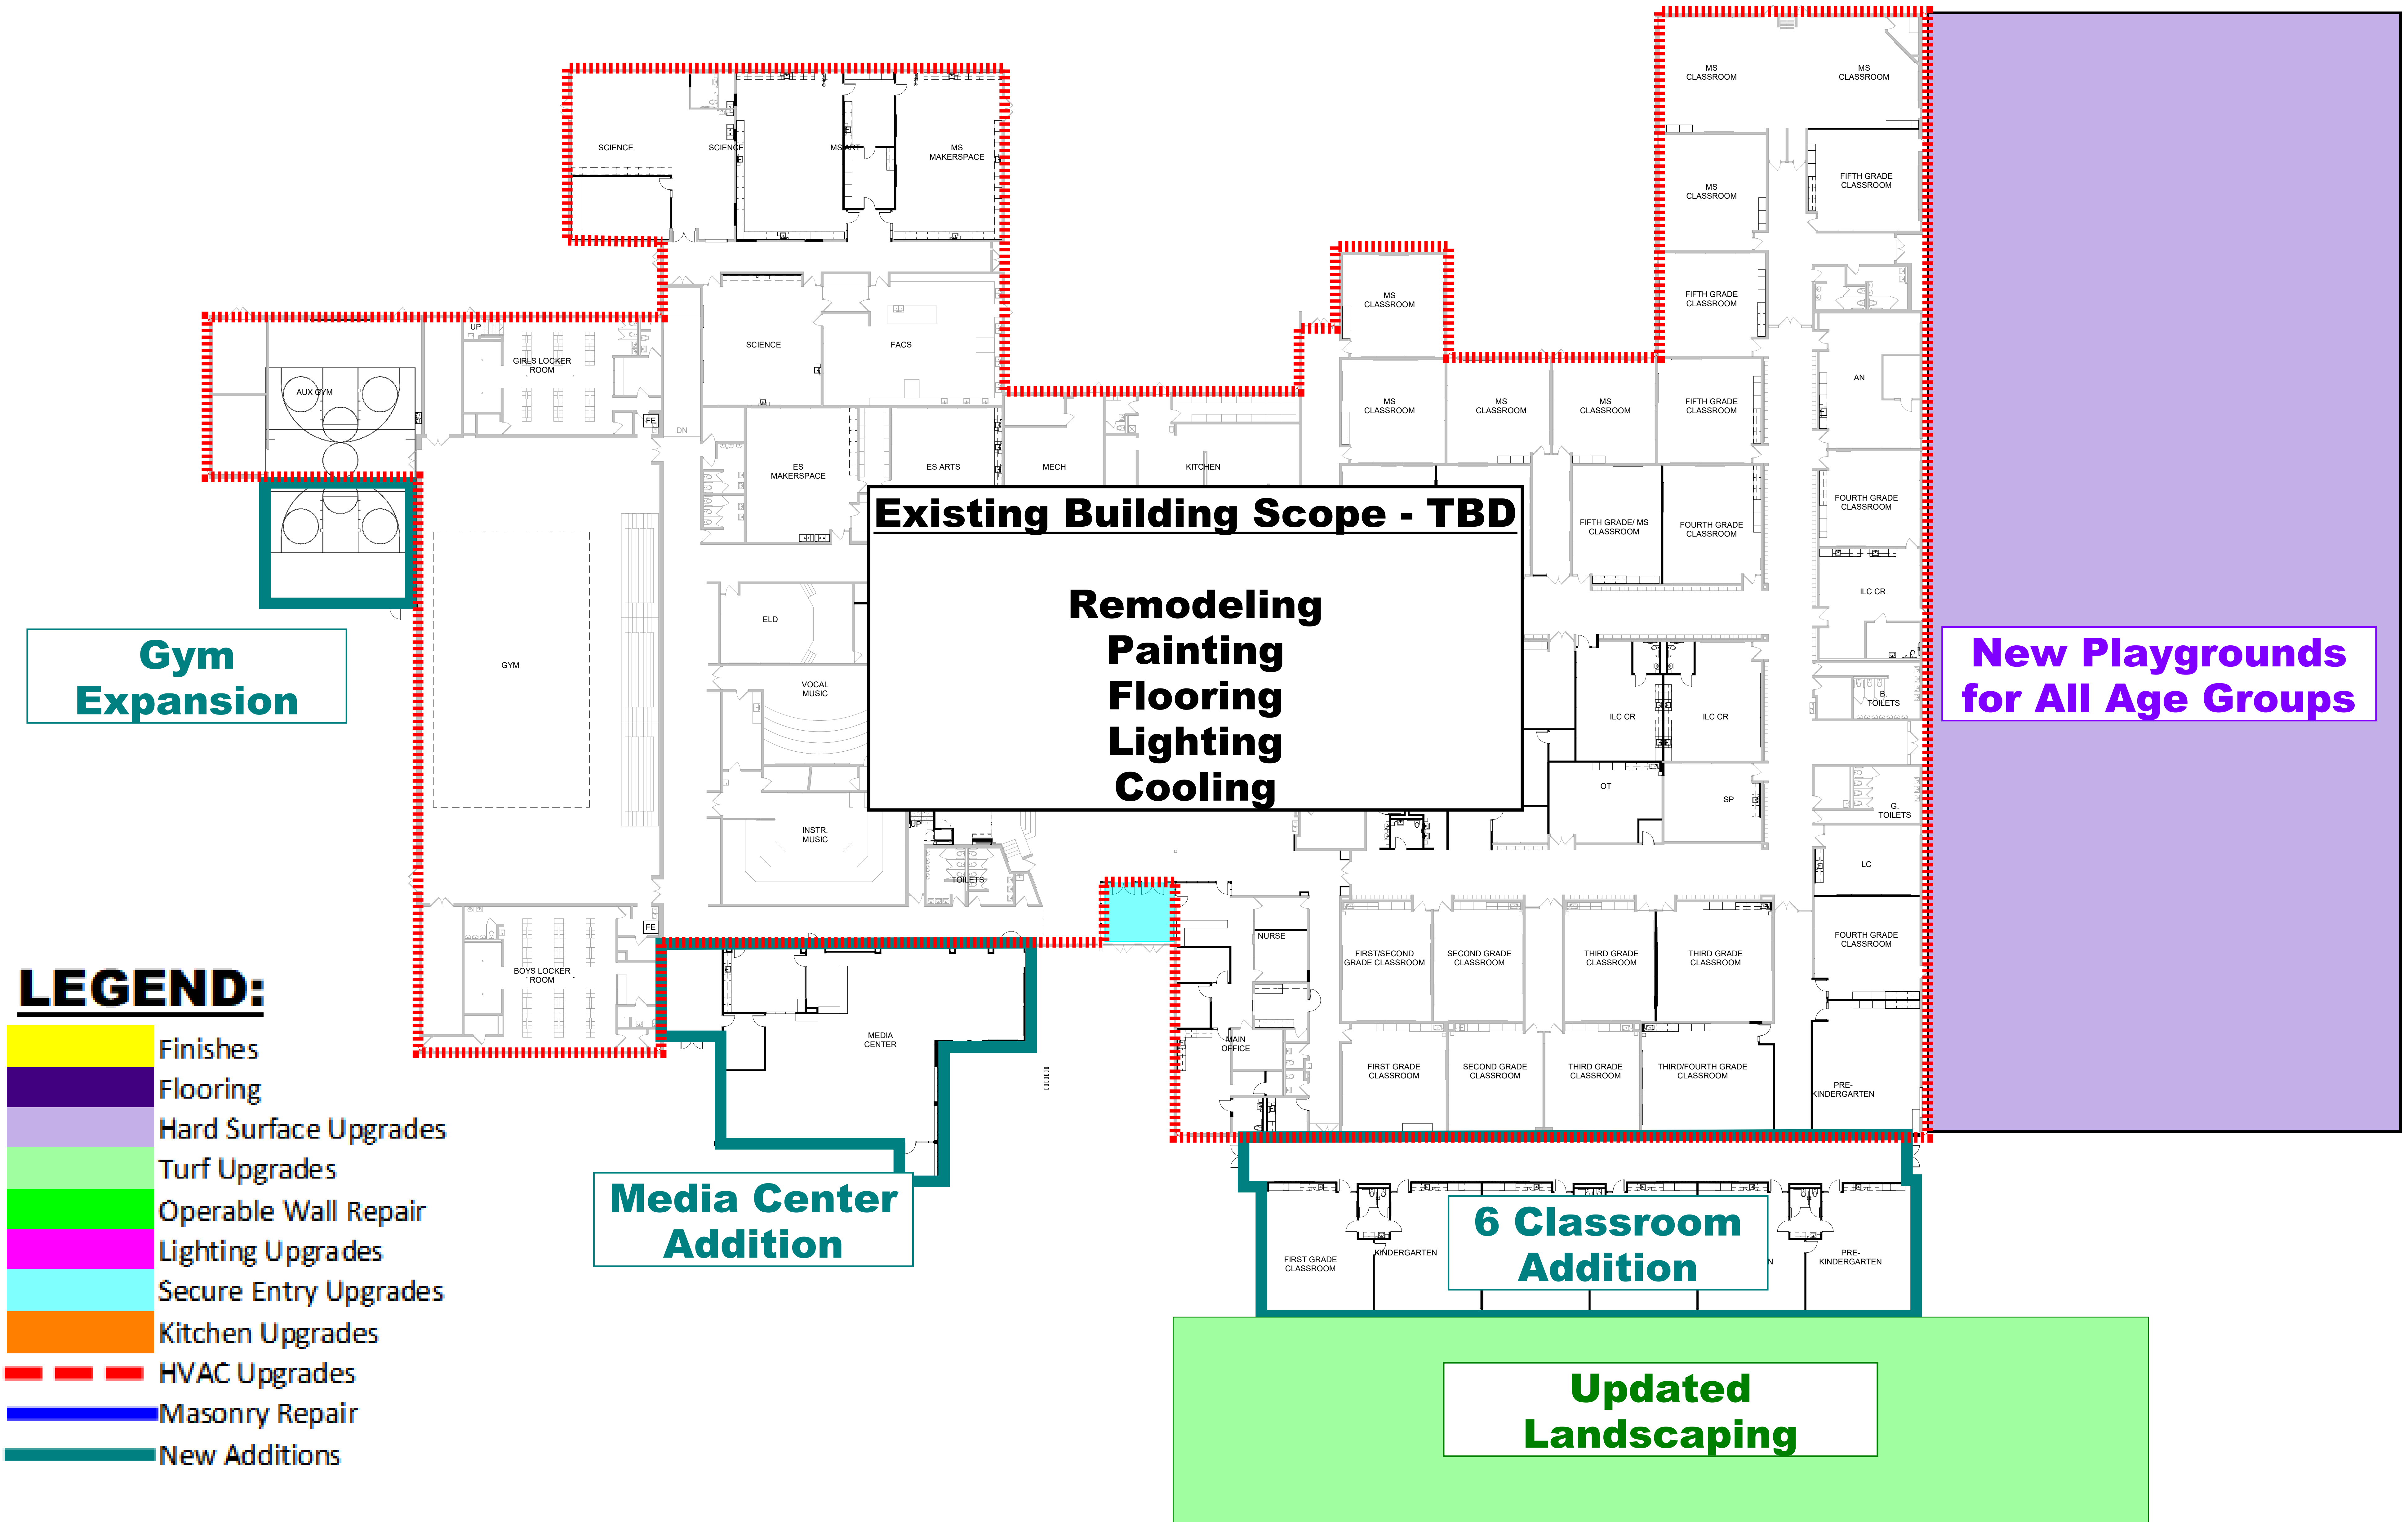 MS
CLASSROOM
MS
CLASSROOM
SCIENCE
SCIENCE
MS ART
MS
MAKERSPACE
MS
CLASSROOM
FIFTH GRADE
CLASSROOM
MS
CLASSROOM
FIFTH GRADE
CLASSROOM
UP
GIRLS LOCKER
ROOM
SCIENCE
FACS
AUX GYM
AN
FE
DN
MS
CLASSROOM
MS
CLASSROOM
MS
CLASSROOM
FIFTH GRADE
CLASSROOM
ES
MAKERSPACE
ES ARTS
MECH
KITCHEN
FOURTH GRADE
CLASSROOM
FIFTH GRADE/ MS
CLASSROOM
FOURTH GRADE
CLASSROOM
Existing Building Scope - TBD
Remodeling
Painting
Flooring
Lighting
Cooling
ILC CR
ELD
GYM
VOCAL
MUSIC
ILC CR
ILC CR
B.
TOILETS
Gym
Expansion
New Playgrounds
for All Age Groups
OT
SP
G.
TOILETS
INSTR.
MUSIC
UP
TOILETS
LC
FE
NURSE
FIRST/SECOND
GRADE CLASSROOM
SECOND GRADE
CLASSROOM
THIRD GRADE
CLASSROOM
THIRD GRADE
CLASSROOM
FOURTH GRADE
CLASSROOM
BOYS LOCKER
ROOM
MEDIA
CENTER
MAIN
OFFICE
FIRST GRADE
CLASSROOM
SECOND GRADE
CLASSROOM
THIRD GRADE
CLASSROOM
THIRD/FOURTH GRADE
CLASSROOM
PRE-
KINDERGARTEN
Media Center
Addition
6 Classroom
Addition
FIRST GRADE
CLASSROOM
KINDERGARTEN
N
PRE-
KINDERGARTEN
Updated
Landscaping
LEGEND:
Finishes
Flooring
Hard Surface Upgrades
Turf Upgrades
Operable Wall Repair
Lighting Upgrades
Secure Entry Upgrades
Kitchen Upgrades
HVAC Upgrades
Masonry Repair
New Additions